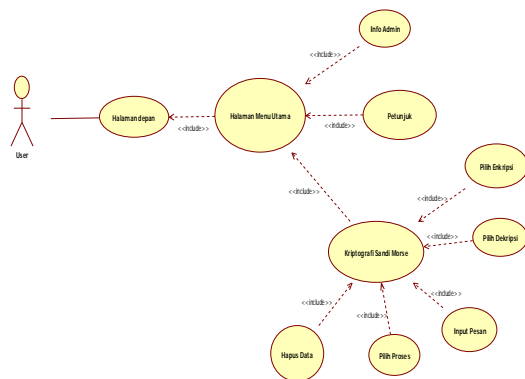 Info Admin
<<include>>
User
Halaman depan
<<include>>
Halaman Menu Utama
<<include>>
Petunjuk
<<include>>
Pilih Enkripsi
<<include>>
Kriptografi Sandi Morse
<<include>>
Pilih Dekripsi
<<include>>
Hapus Data
<<include>>
Pilih Proses
<<include>>
Input Pesan